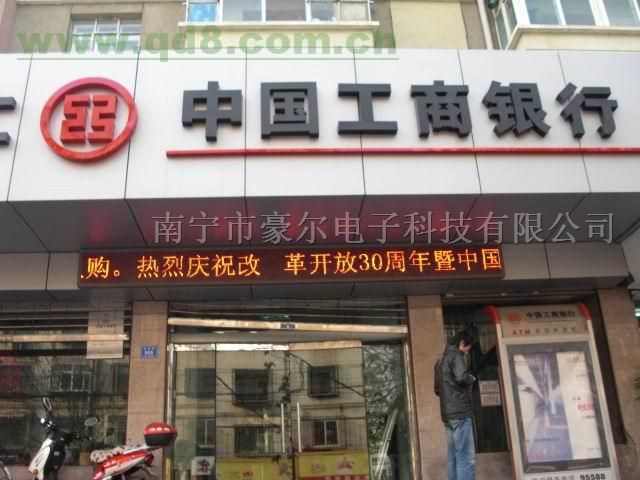 www.qd8.com.cn
中国工商银行
南宁市豪尔电子科技有限公司
购。热烈庆祝改 革开放30周年暨中国
中国工商银行
ATM
95588